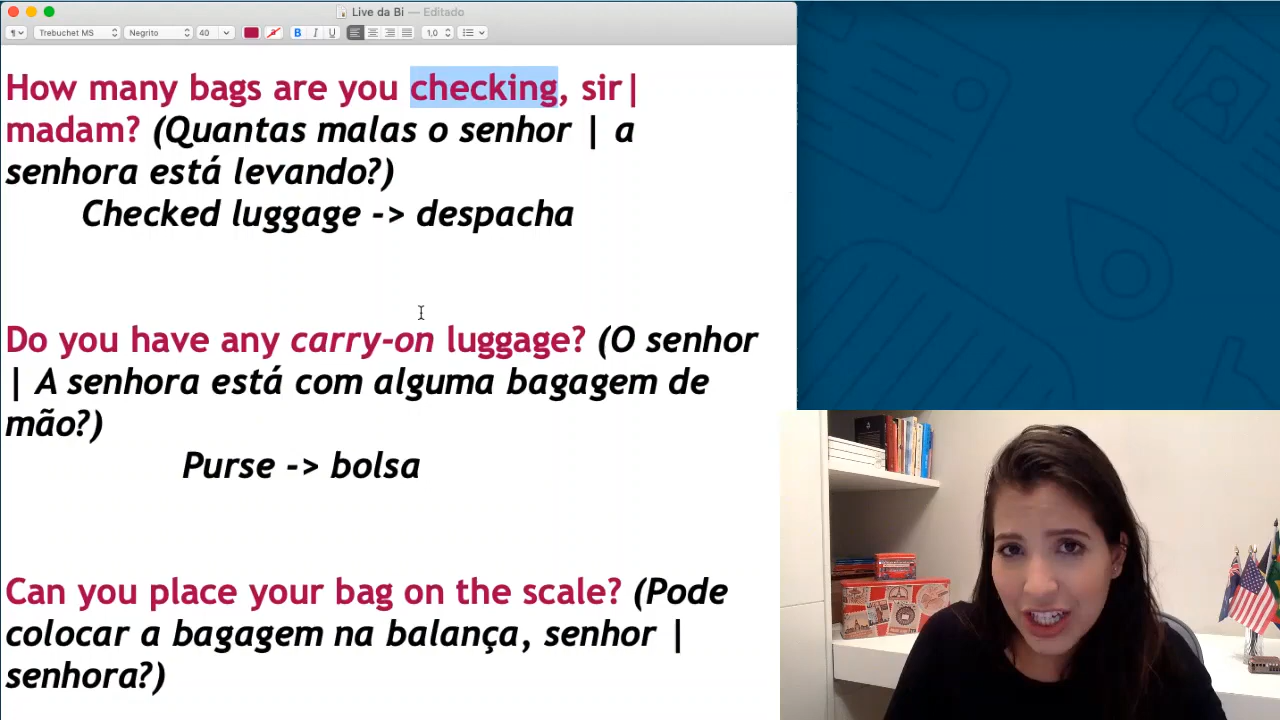 Live da Bi — Editado
¶ Trebuchet MS Negrito 40 a B I U 1,0
How many bags are you checking, sir|
madam? (Quantas malas o senhor | a
senhora está levando?)
Checked luggage -> despacha
Do you have any carry-on luggage? (O senhor
| A senhora está com alguma bagagem de
mão?)
Purse -> bolsa
Can you place your bag on the scale? (Pode
colocar a bagagem na balança, senhor |
senhora?)